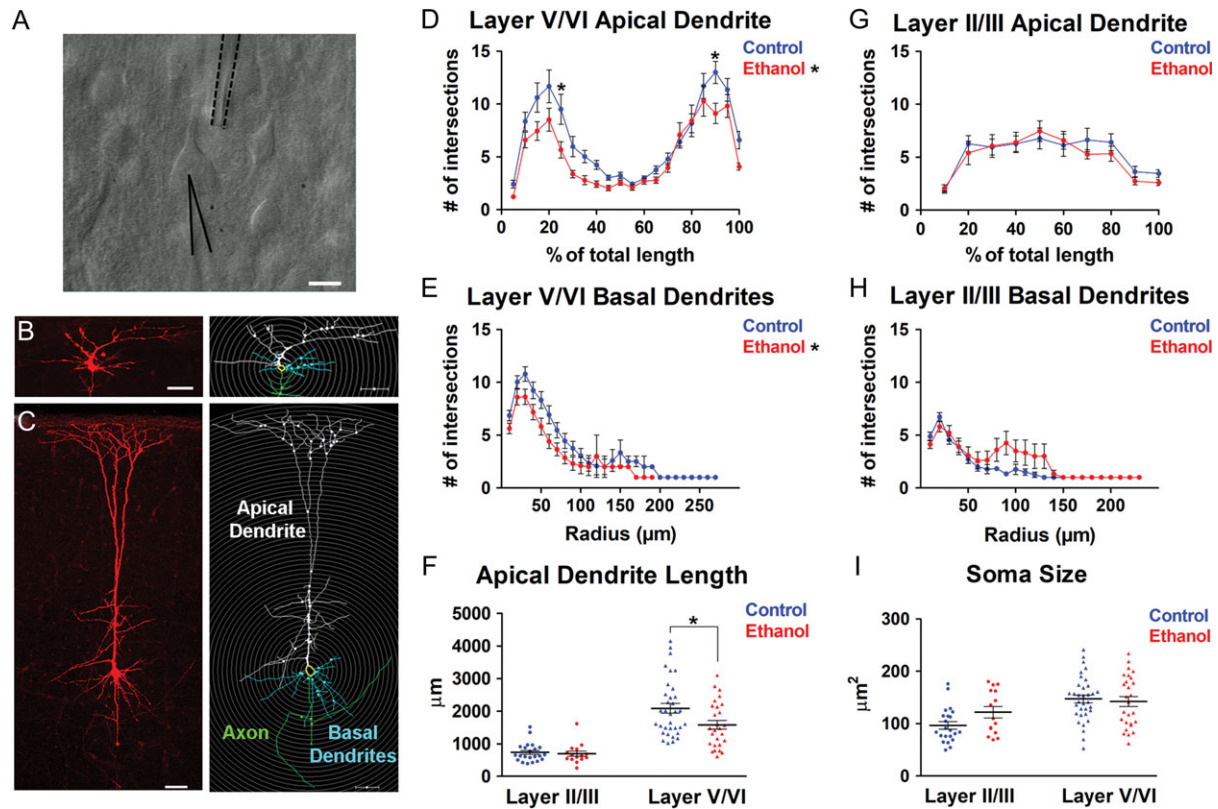 A
B
C
Apical
Dendrite
Axon
Basal
Dendrites
D
Layer V/VI Apical Dendrite
Control
Ethanol *
*
*
# of intersections
15
10
5
0
0 20 40 60 80 100
% of total length
E
Layer V/VI Basal Dendrites
Control
Ethanol *
# of intersections
15
10
5
0
50 100 150 200 250
Radius (µm)
F
Apical Dendrite Length
Control
Ethanol
*
µm
5000
4000
3000
2000
1000
0
Layer II/III Layer V/VI
G
Layer II/III Apical Dendrite
Control
Ethanol
# of intersections
15
10
5
0
0 20 40 60 80 100
% of total length
H
Layer II/III Basal Dendrites
Control
Ethanol
# of intersections
15
10
5
0
50 100 150 200
Radius (µm)
I
Soma Size
Control
Ethanol
µm²
300
200
100
0
Layer II/III Layer V/VI